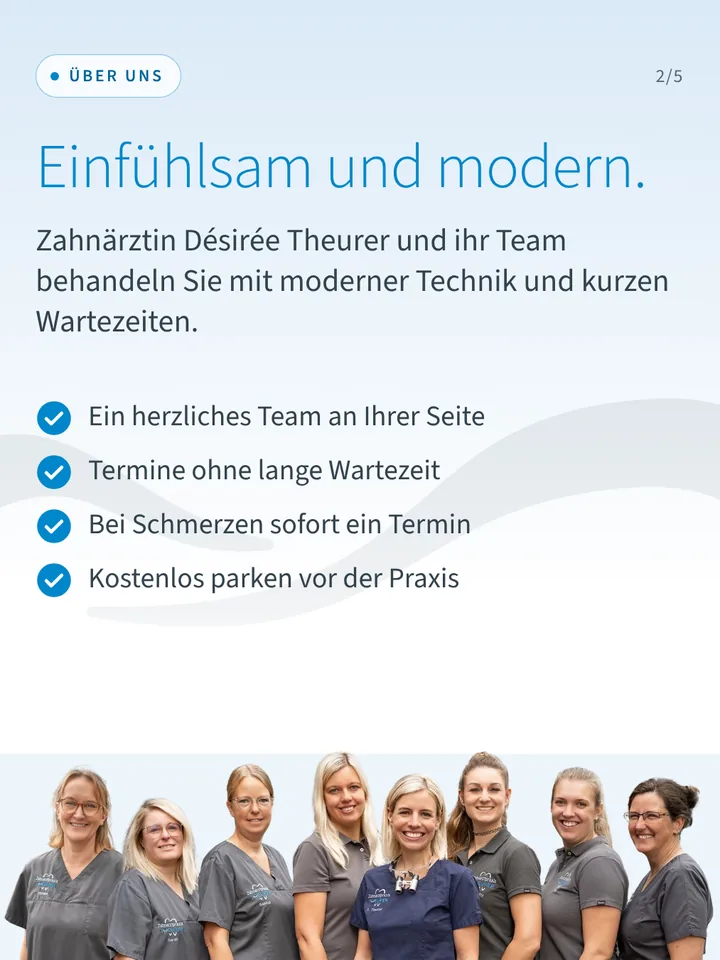 ÜBER UNS
2/5
Einfühlsam und modern.
Zahnärztin Désirée Theurer und ihr Team
behandeln Sie mit moderner Technik und kurzen
Wartezeiten.
Ein herzliches Team an Ihrer Seite
Termine ohne lange Wartezeit
Bei Schmerzen sofort ein Termin
Kostenlos parken vor der Praxis